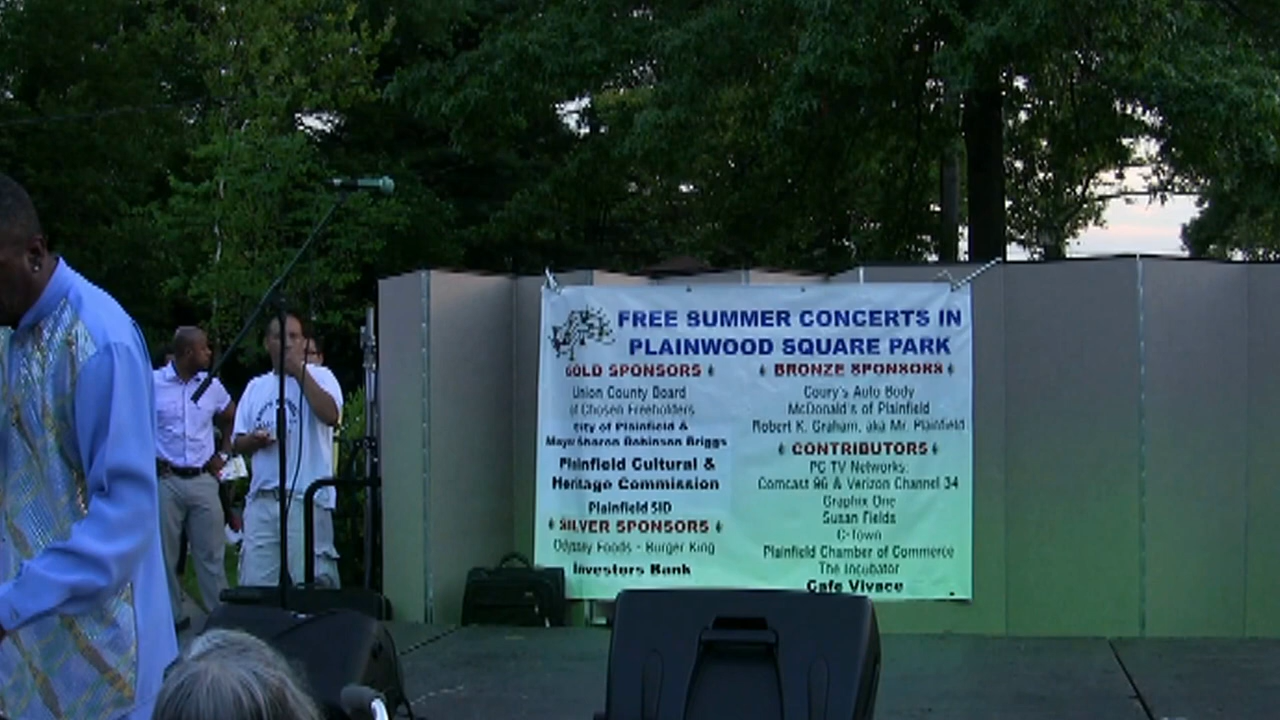 FREE SUMMER CONCERTS IN
PLAINWOOD SQUARE PARK
GOLD SPONSORS
Union County Board
of Chosen Freeholders
City of Plainfield &
Mayor Sharon Robinson Briggs
Plainfield Cultural &
Heritage Commission
Plainfield SID
SILVER SPONSORS
Odyssey Foods - Burger King
Investors Bank
BRONZE SPONSORS
Coury's Auto Body
McDonald's of Plainfield
Robert K. Graham, aka Mr. Plainfield
CONTRIBUTORS
PC TV Networks:
Comcast 96 & Verizon Channel 34
Graphix One
Susan Fields
C-Town
Plainfield Chamber of Commerce
The Incubator
Cafe Vivace